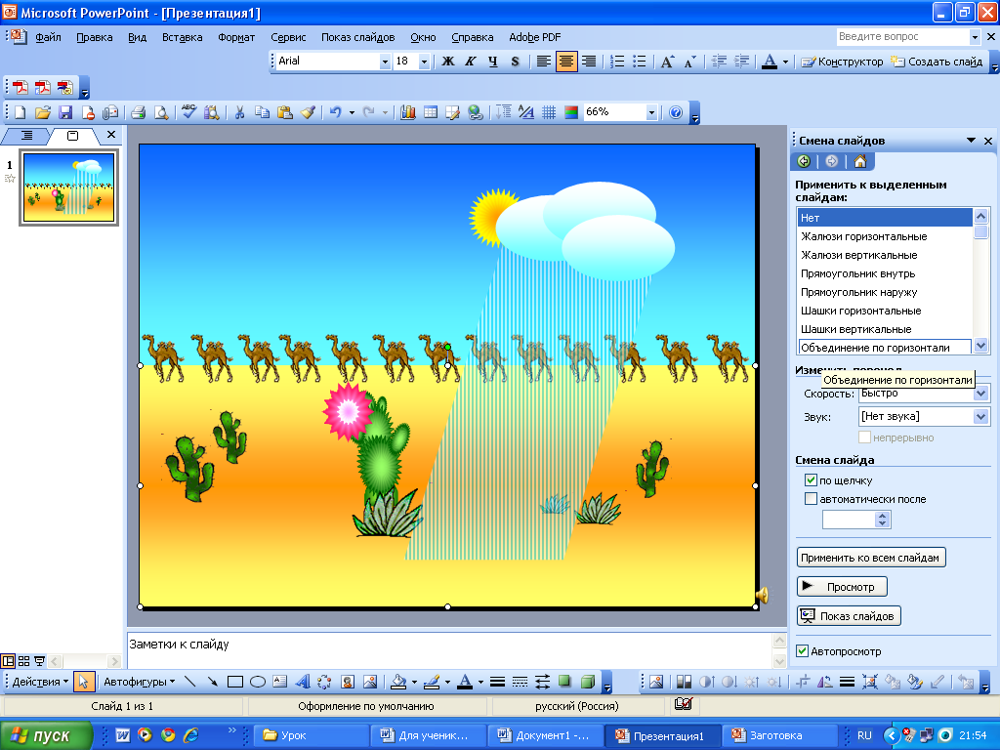 Microsoft PowerPoint - [Презентация1]
Файл Правка Вид Вставка Формат Сервис Показ слайдов Окно Справка Adobe PDF
Введите вопрос
Arial 18 Ж К Ч S Конструктор Создать слайд
66%
Смена слайдов
1
Применить к выделенным
слайдам:
Нет
Жалюзи горизонтальные
Жалюзи вертикальные
Прямоугольник внутрь
Прямоугольник наружу
Шашки горизонтальные
Шашки вертикальные
Объединение по горизонтали
Объединение по горизонтали
Скорость: Быстро
Звук: [Нет звука]
непрерывно
Смена слайда
по щелчку
автоматически после
Применить ко всем слайдам
Просмотр
Показ слайдов
Автопросмотр
Заметки к слайду
Действия Автофигуры
Слайд 1 из 1 Оформление по умолчанию русский (Россия)
пуск Урок Для ученик... Документ1 -... Презентация1 Заготовка RU 21:54